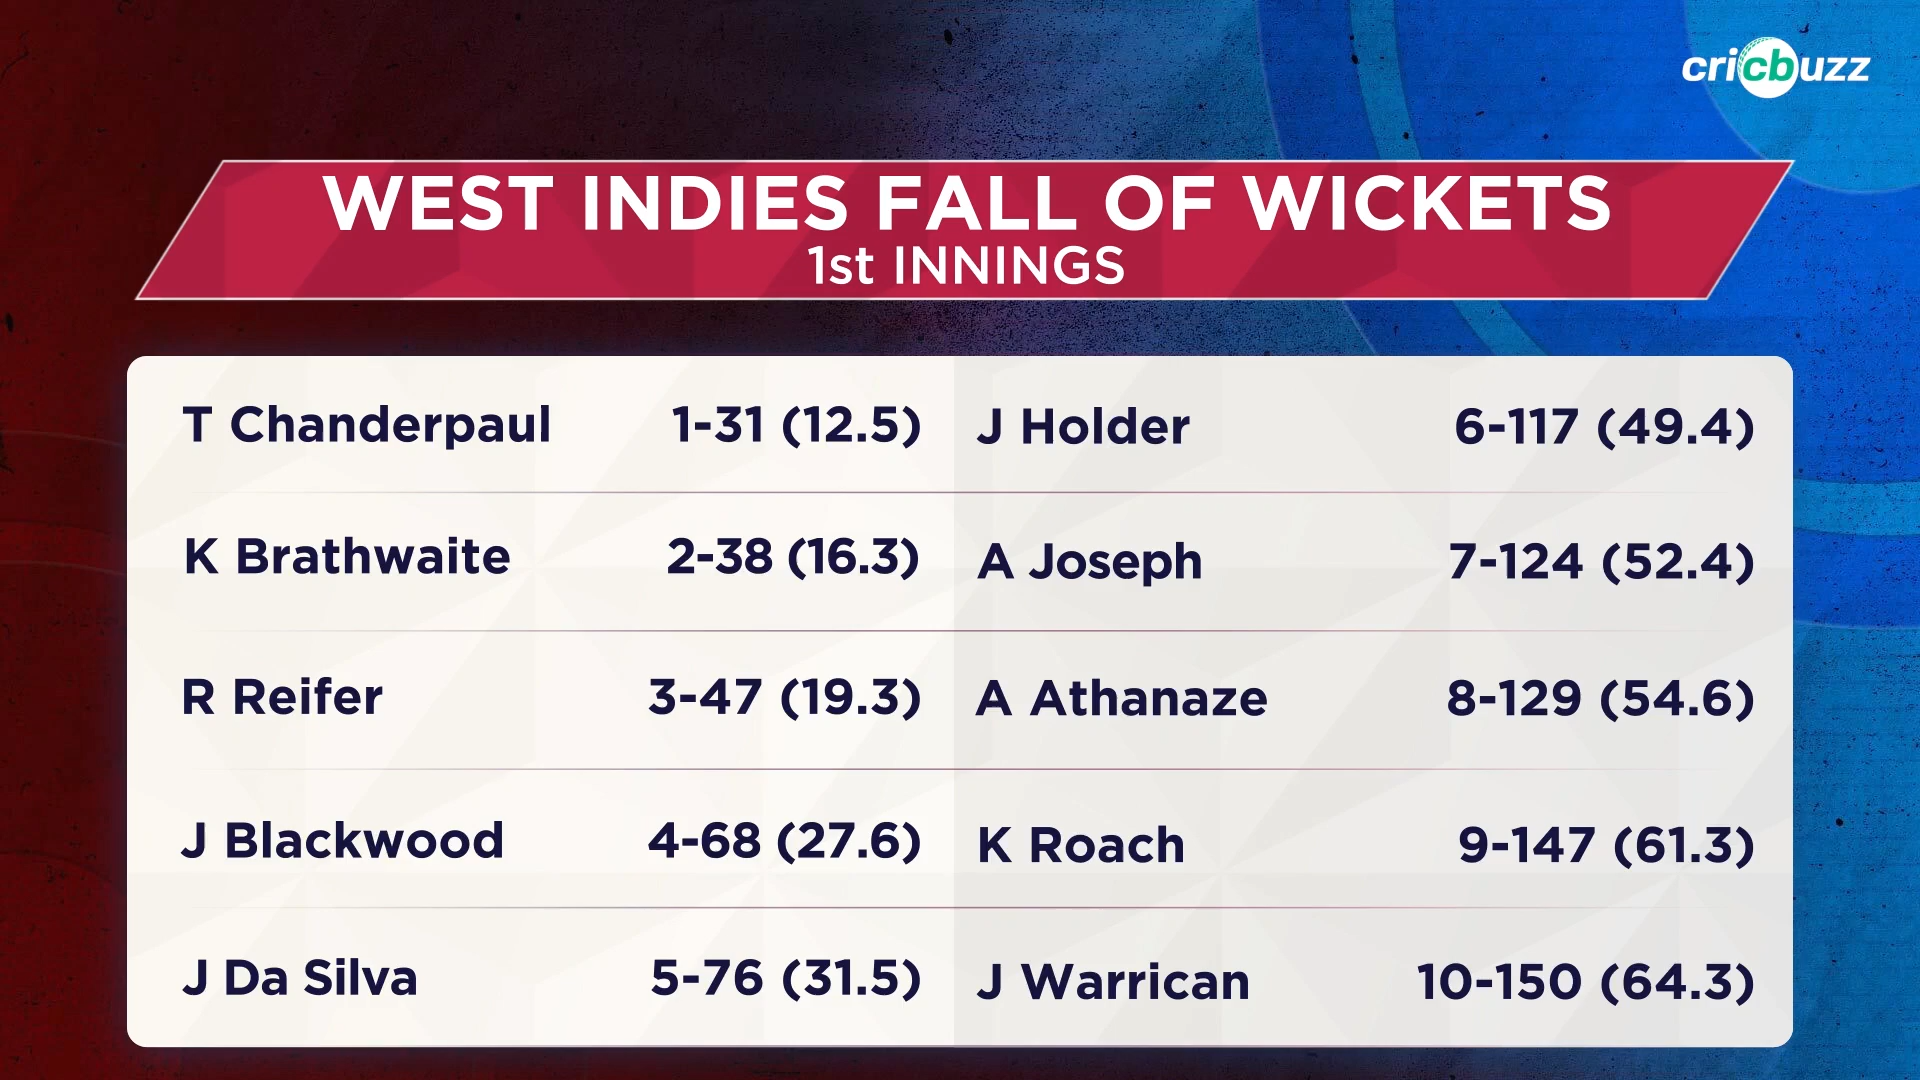 cricbuzz
WEST INDIES FALL OF WICKETS
1st INNINGS
T Chanderpaul 1-31 (12.5)
K Brathwaite 2-38 (16.3)
R Reifer 3-47 (19.3)
J Blackwood 4-68 (27.6)
J Da Silva 5-76 (31.5)
J Holder 6-117 (49.4)
A Joseph 7-124 (52.4)
A Athanaze 8-129 (54.6)
K Roach 9-147 (61.3)
J Warrican 10-150 (64.3)